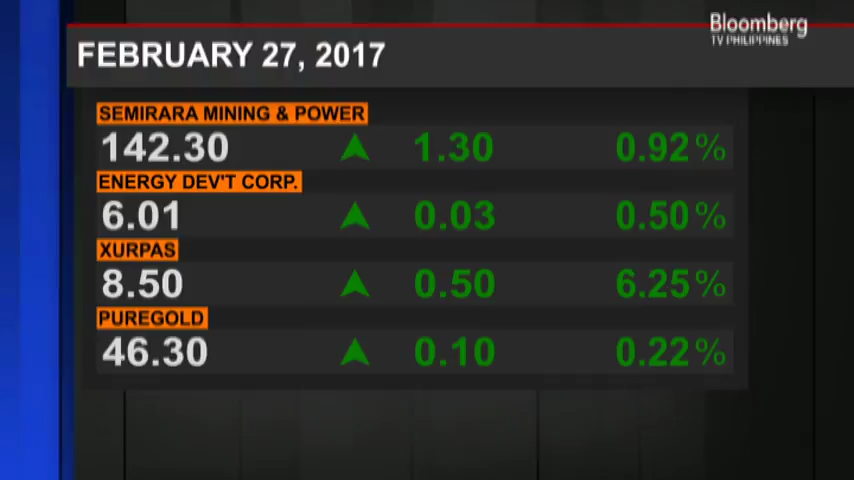 Bloomberg
TV PHILIPPINES
FEBRUARY 27, 2017
SEMIRARA MINING & POWER
142.30 ▲ 1.30 0.92%
ENERGY DEV'T CORP.
6.01 ▲ 0.03 0.50%
XURPAS
8.50 ▲ 0.50 6.25%
PUREGOLD
46.30 ▲ 0.10 0.22%